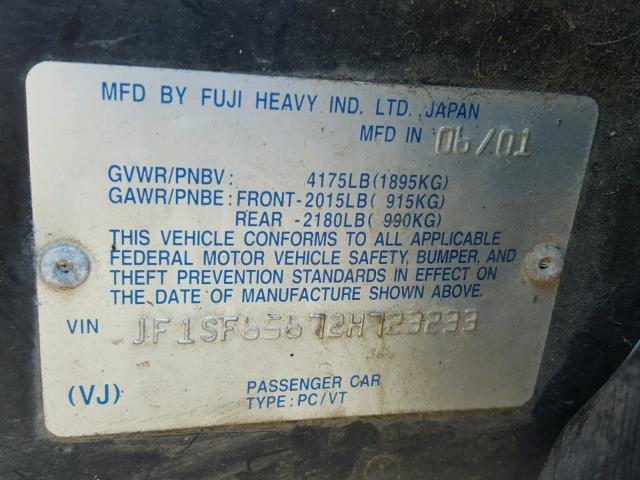 MFD BY FUJI HEAVY IND. LTD. JAPAN
MFD IN 06/01
GVWR/PNBV: 4175LB(1895KG)
GAWR/PNBE: FRONT-2015LB( 915KG)
REAR -2180LB( 990KG)
THIS VEHICLE CONFORMS TO ALL APPLICABLE
FEDERAL MOTOR VEHICLE SAFETY, BUMPER, AND
THEFT PREVENTION STANDARDS IN EFFECT ON
THE DATE OF MANUFACTURE SHOWN ABOVE.
VIN JF1SF65672H723233
(VJ) PASSENGER CAR
TYPE: PC/VT